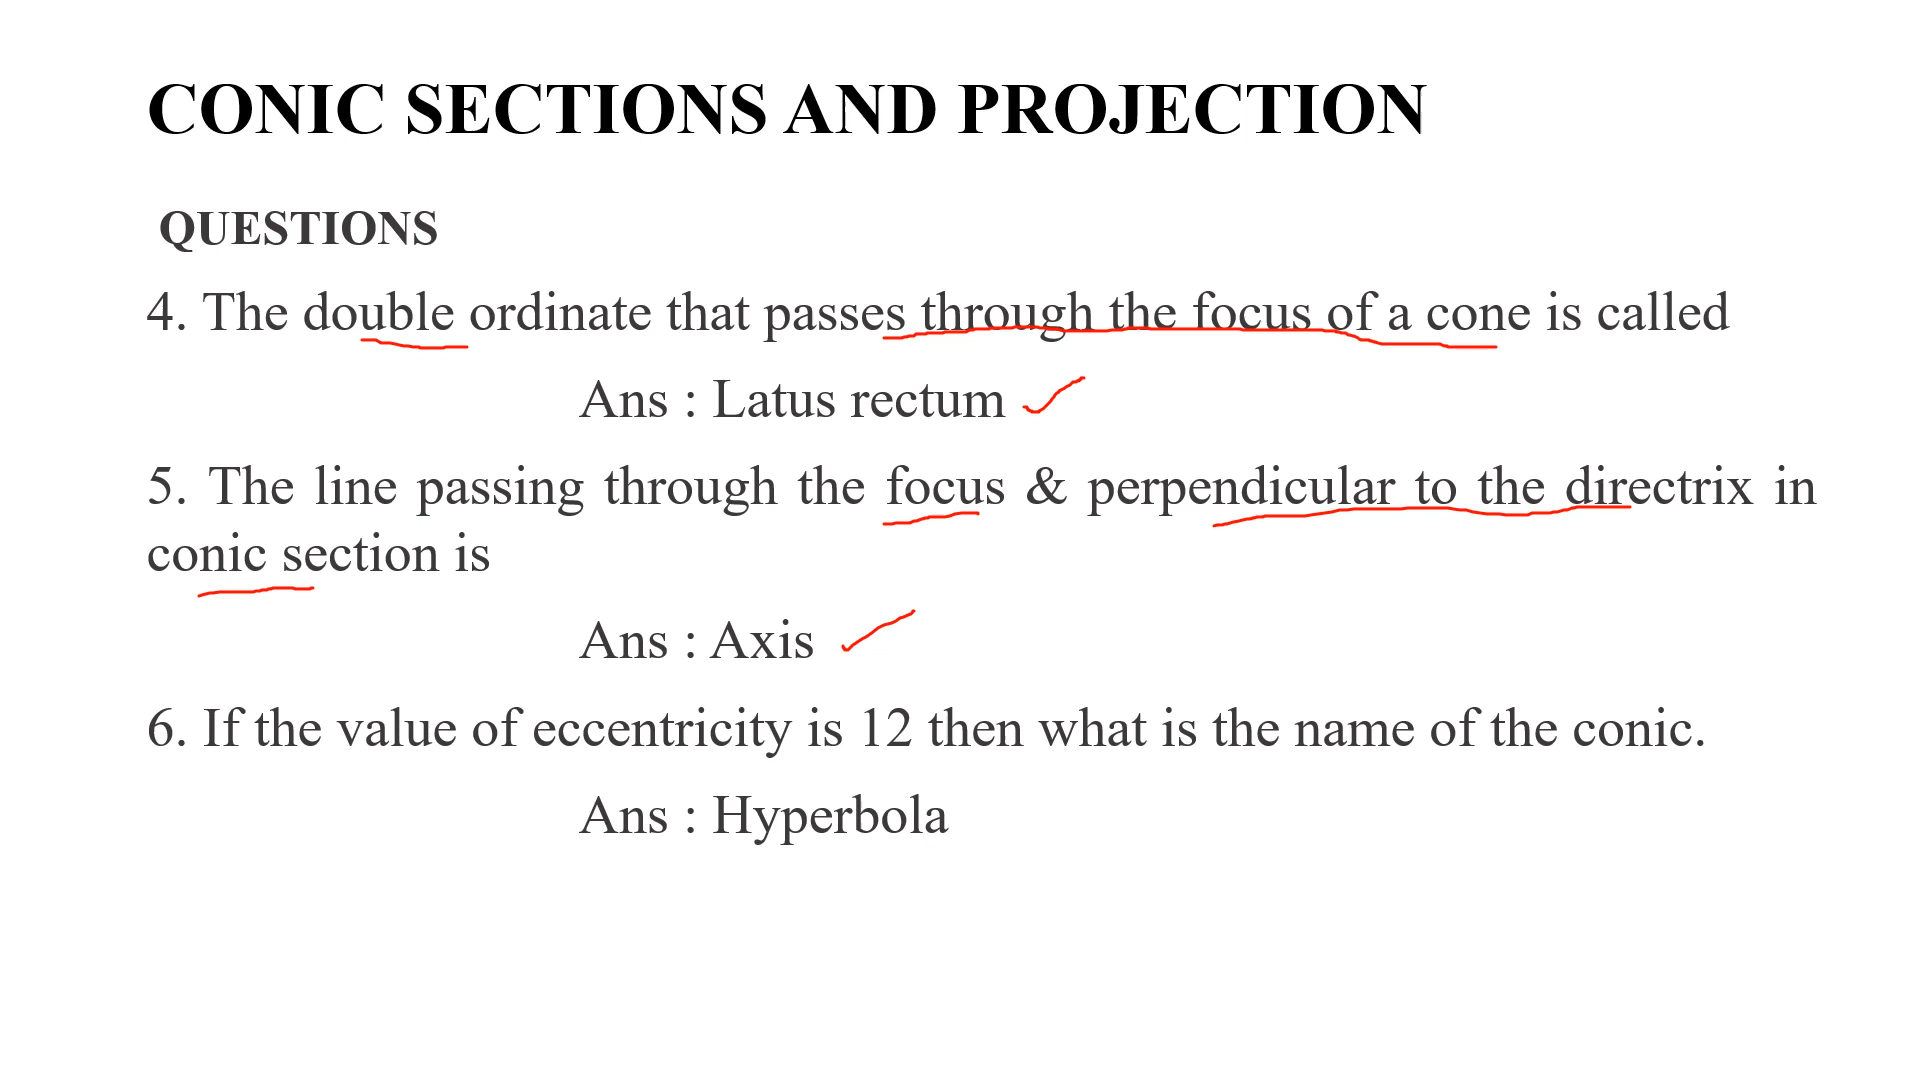 CONIC SECTIONS AND PROJECTION
QUESTIONS
4. The double ordinate that passes through the focus of a cone is called
Ans : Latus rectum
5. The line passing through the focus & perpendicular to the directrix in
conic section is
Ans : Axis
6. If the value of eccentricity is 12 then what is the name of the conic.
Ans : Hyperbola